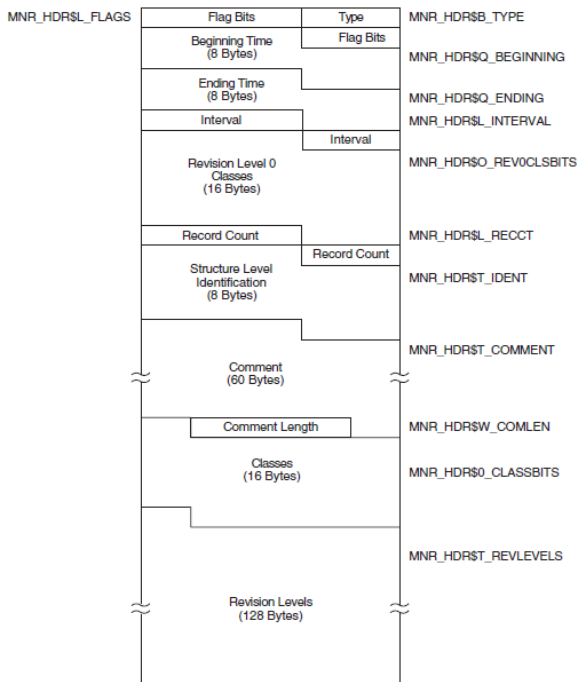 MNR_HDR$L_FLAGS Flag Bits Type MNR_HDR$B_TYPE
Beginning Time Flag Bits
(8 Bytes) MNR_HDR$Q_BEGINNING
Ending Time
(8 Bytes) MNR_HDR$Q_ENDING
Interval MNR_HDR$L_INTERVAL
Interval
Revision Level 0 MNR_HDR$O_REV0CLSBITS
Classes
(16 Bytes)
Record Count MNR_HDR$L_RECCT
Record Count
Structure Level
Identification MNR_HDR$T_IDENT
(8 Bytes)
MNR_HDR$T_COMMENT
Comment
(60 Bytes)
Comment Length MNR_HDR$W_COMLEN
Classes
(16 Bytes) MNR_HDR$0_CLASSBITS
MNR_HDR$T_REVLEVELS
Revision Levels
(128 Bytes)